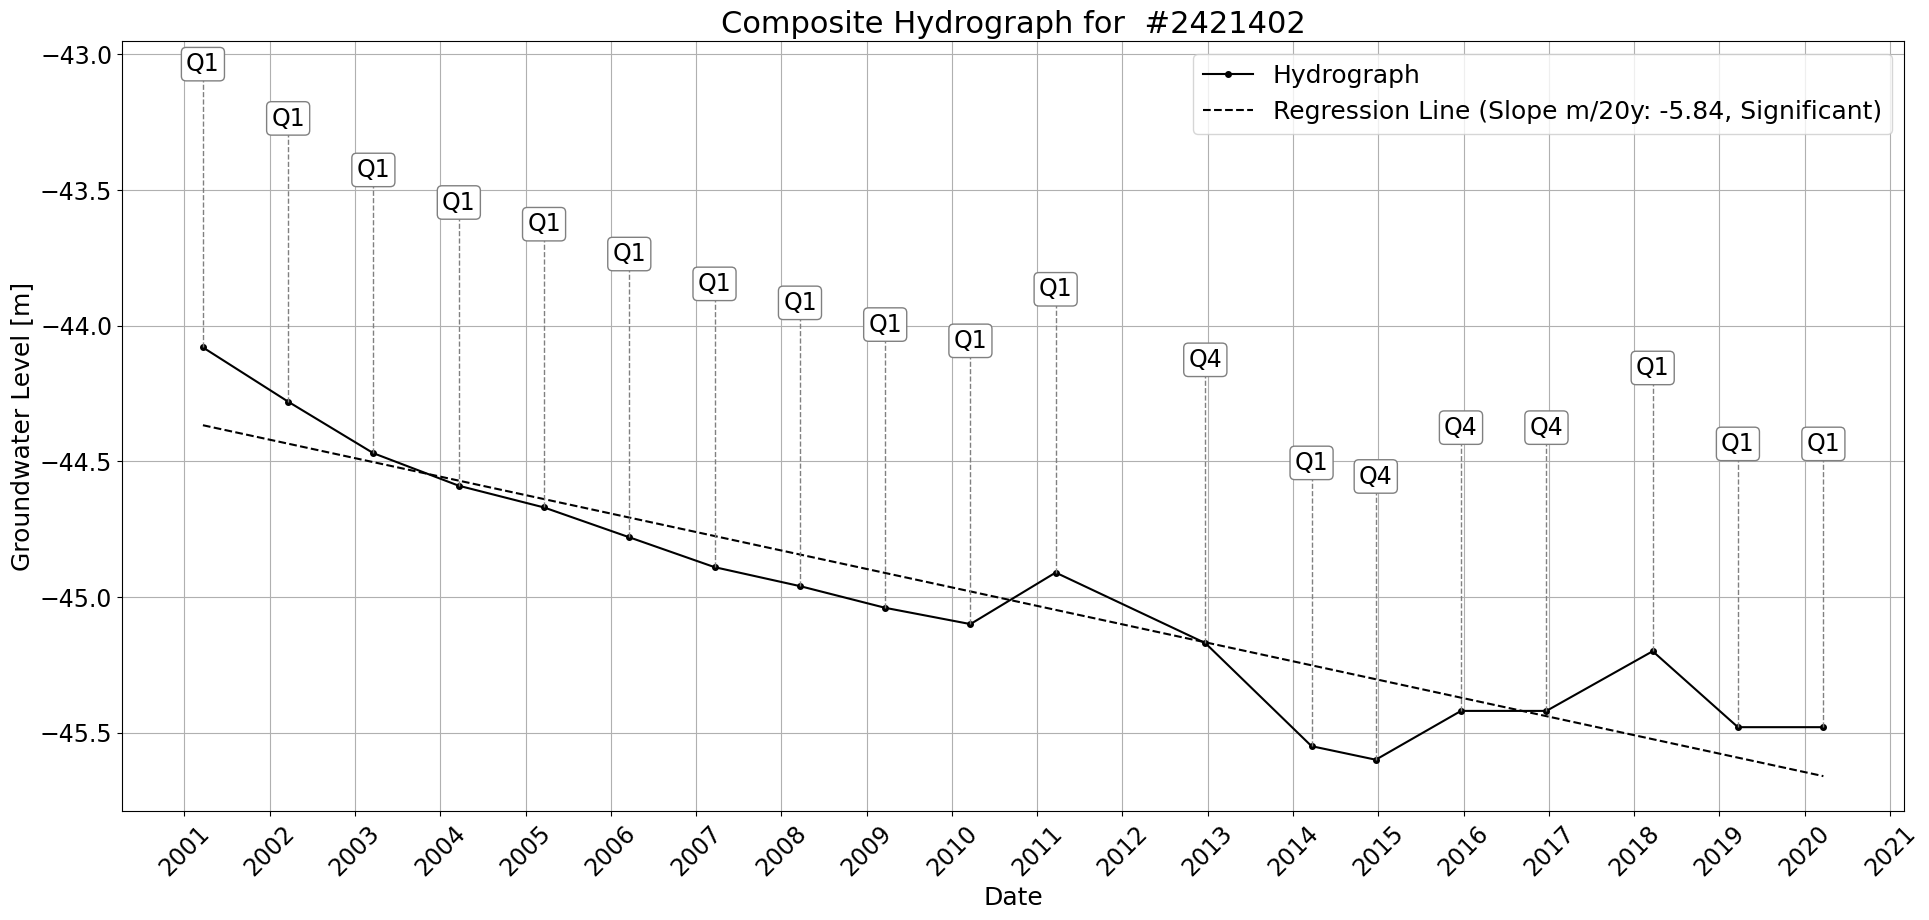 Composite Hydrograph for  #2421402
Hydrograph
Regression Line (Slope m/20y: -5.84, Significant)
Groundwater Level [m]
−43.0
−43.5
−44.0
−44.5
−45.0
−45.5
Q1
Q1
Q1
Q1
Q1
Q1
Q1
Q1
Q1
Q1
Q1
Q4
Q1
Q4
Q4
Q4
Q1
Q1
Q1
2001
2002
2003
2004
2005
2006
2007
2008
2009
2010
2011
2012
2013
2014
2015
2016
2017
2018
2019
2020
2021
Date